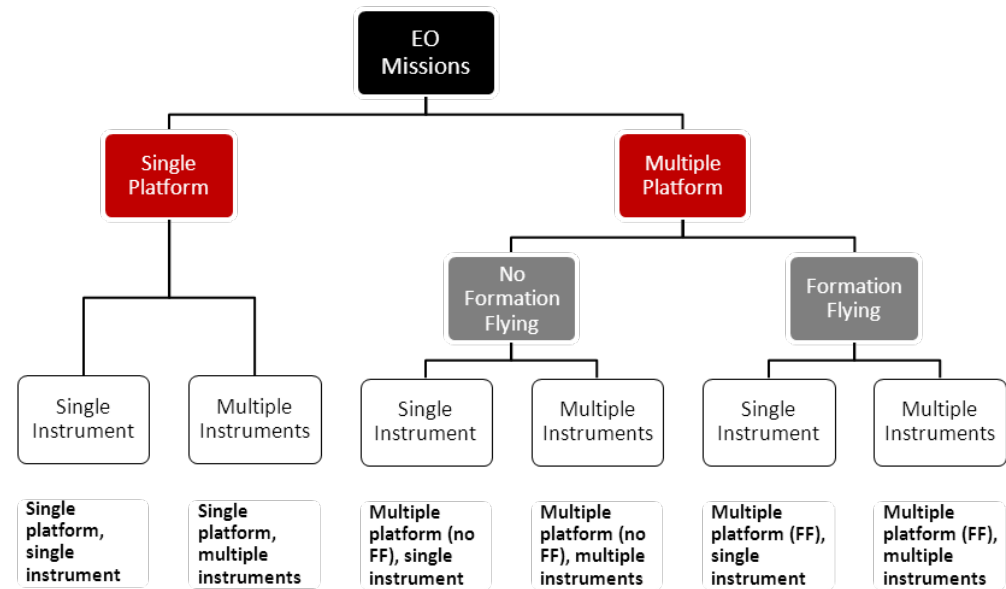 EO
Missions
Single
Platform
Multiple
Platform
No
Formation
Flying
Formation
Flying
Single
Instrument
Multiple
Instruments
Single
Instrument
Multiple
Instruments
Single
Instrument
Multiple
Instruments
Single
platform,
single
instrument
Single
platform,
multiple
instruments
Multiple
platform (no
FF), single
instrument
Multiple
platform (no
FF), multiple
instruments
Multiple
platform (FF),
single
instrument
Multiple
platform (FF),
multiple
instruments